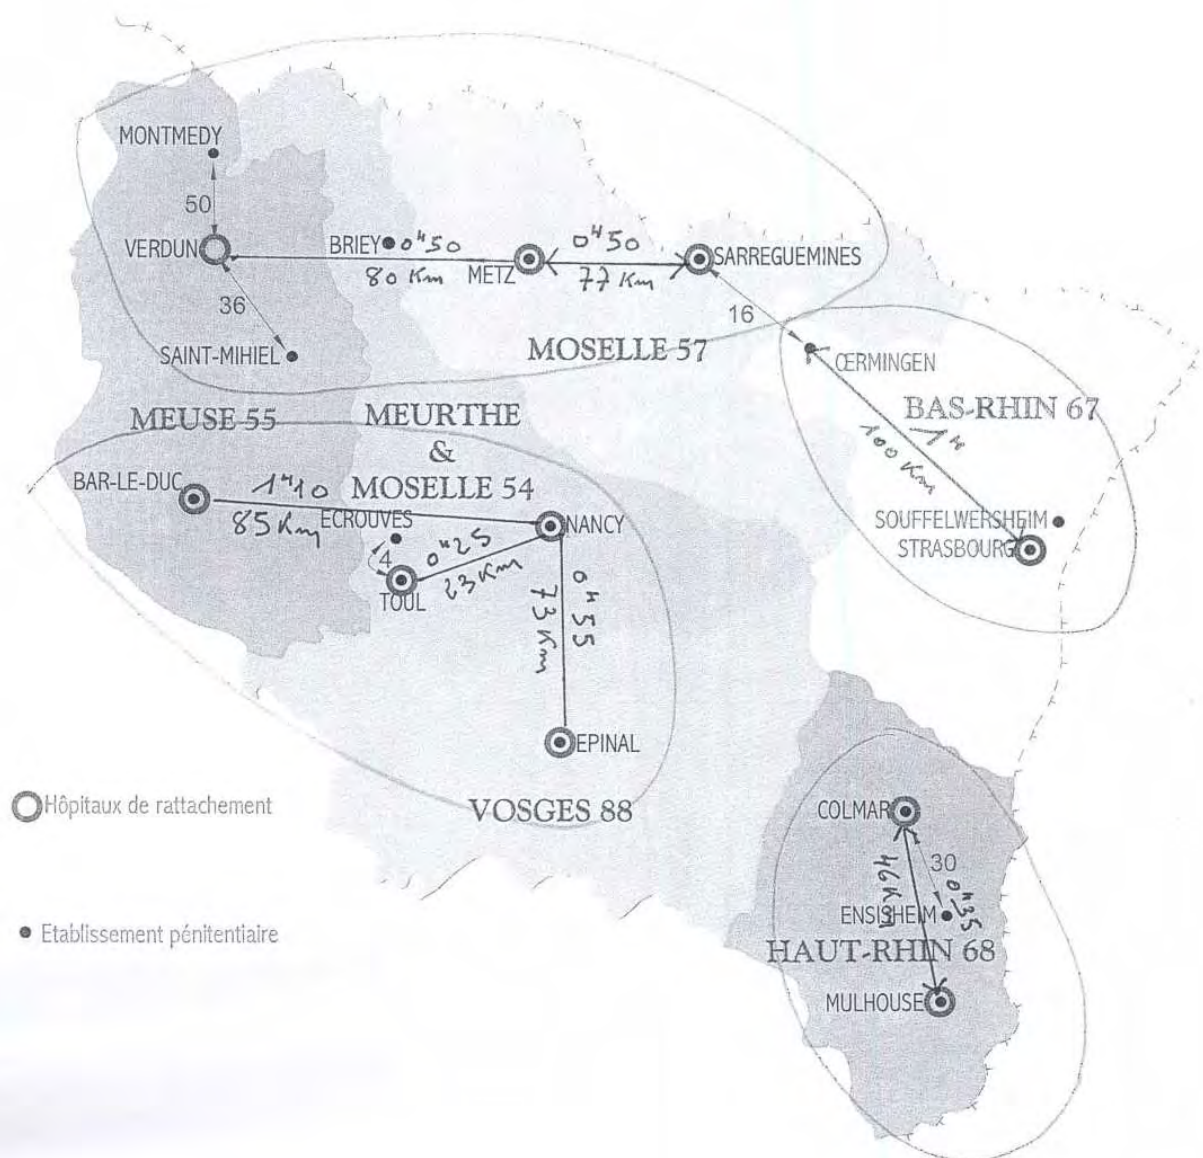 MONTMEDY
50
VERDUN
BRIEY
0ᴴ50
80 Km
METZ
0ᴴ50
77 Km
SARREGUEMINES
36
16
SAINT-MIHIEL
MOSELLE 57
ŒRMINGEN
MEUSE 55
MEURTHE
&
MOSELLE 54
BAS-RHIN 67
1ᴴ
100 Km
BAR-LE-DUC
1ᴴ10
85 Km
ECROUVES
NANCY
4
0ᴴ25
23 Km
TOUL
SOUFFELWERSHEIM
STRASBOURG
0ᴴ55
73 Km
EPINAL
Hôpitaux de rattachement
VOSGES 88
COLMAR
30
46 Km
0ᴴ35
ENSISHEIM
Etablissement pénitentiaire
HAUT-RHIN 68
MULHOUSE